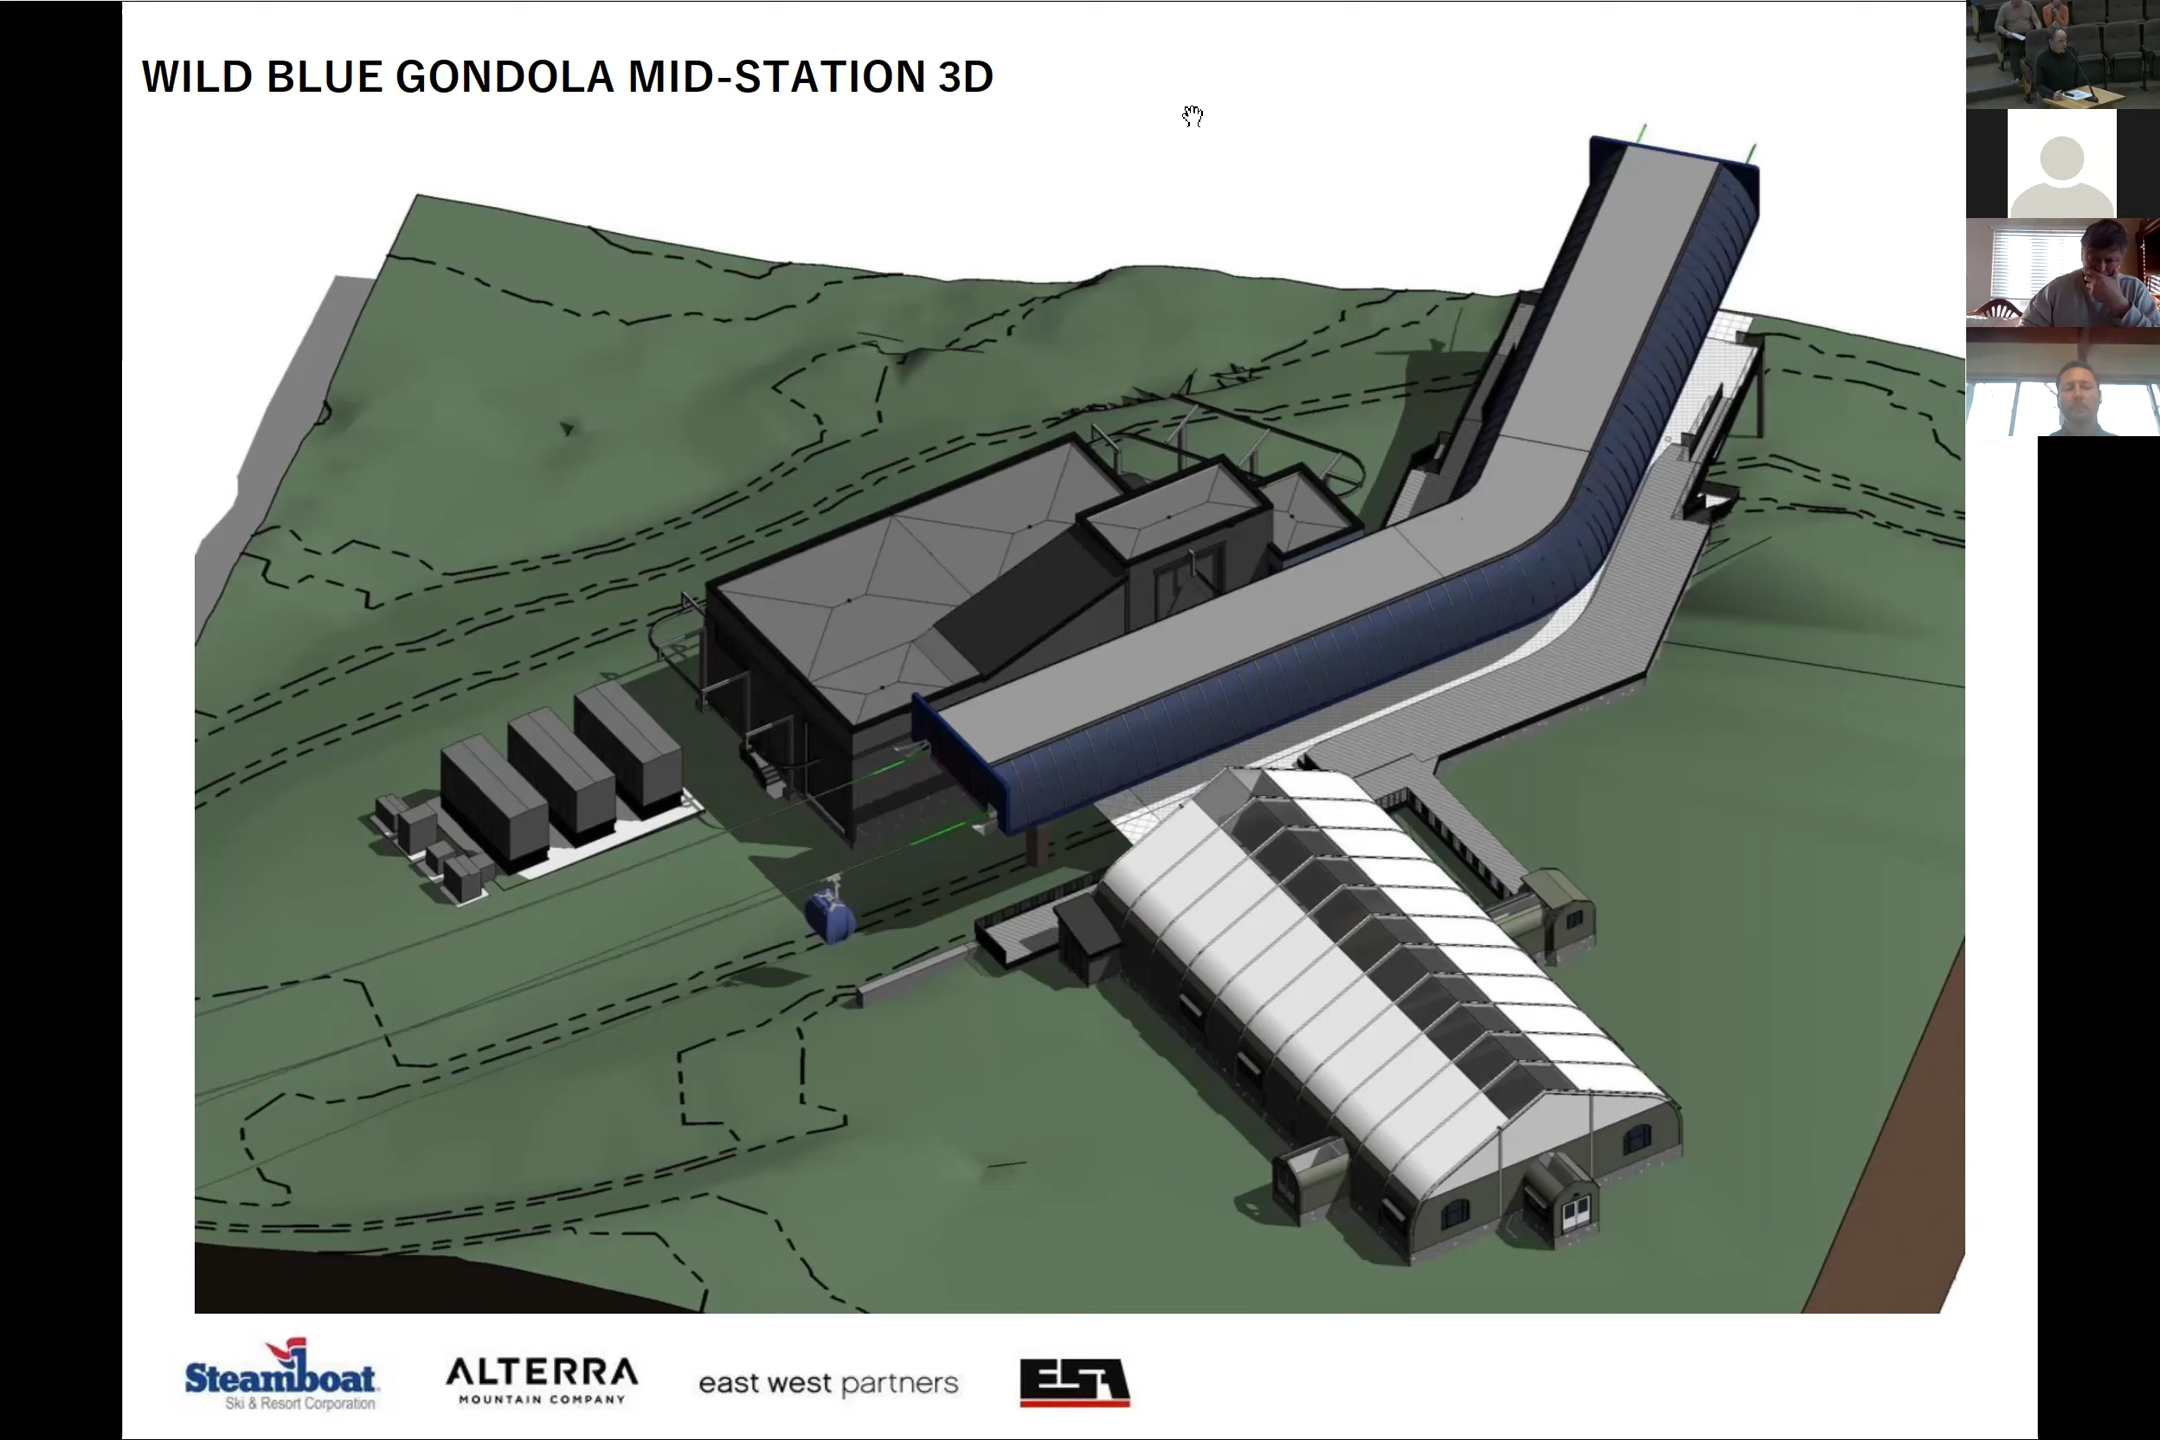 WILD BLUE GONDOLA MID-STATION 3D
Steamboat
Ski & Resort Corporation
ALTERRA
MOUNTAIN COMPANY
east west partners
ESA